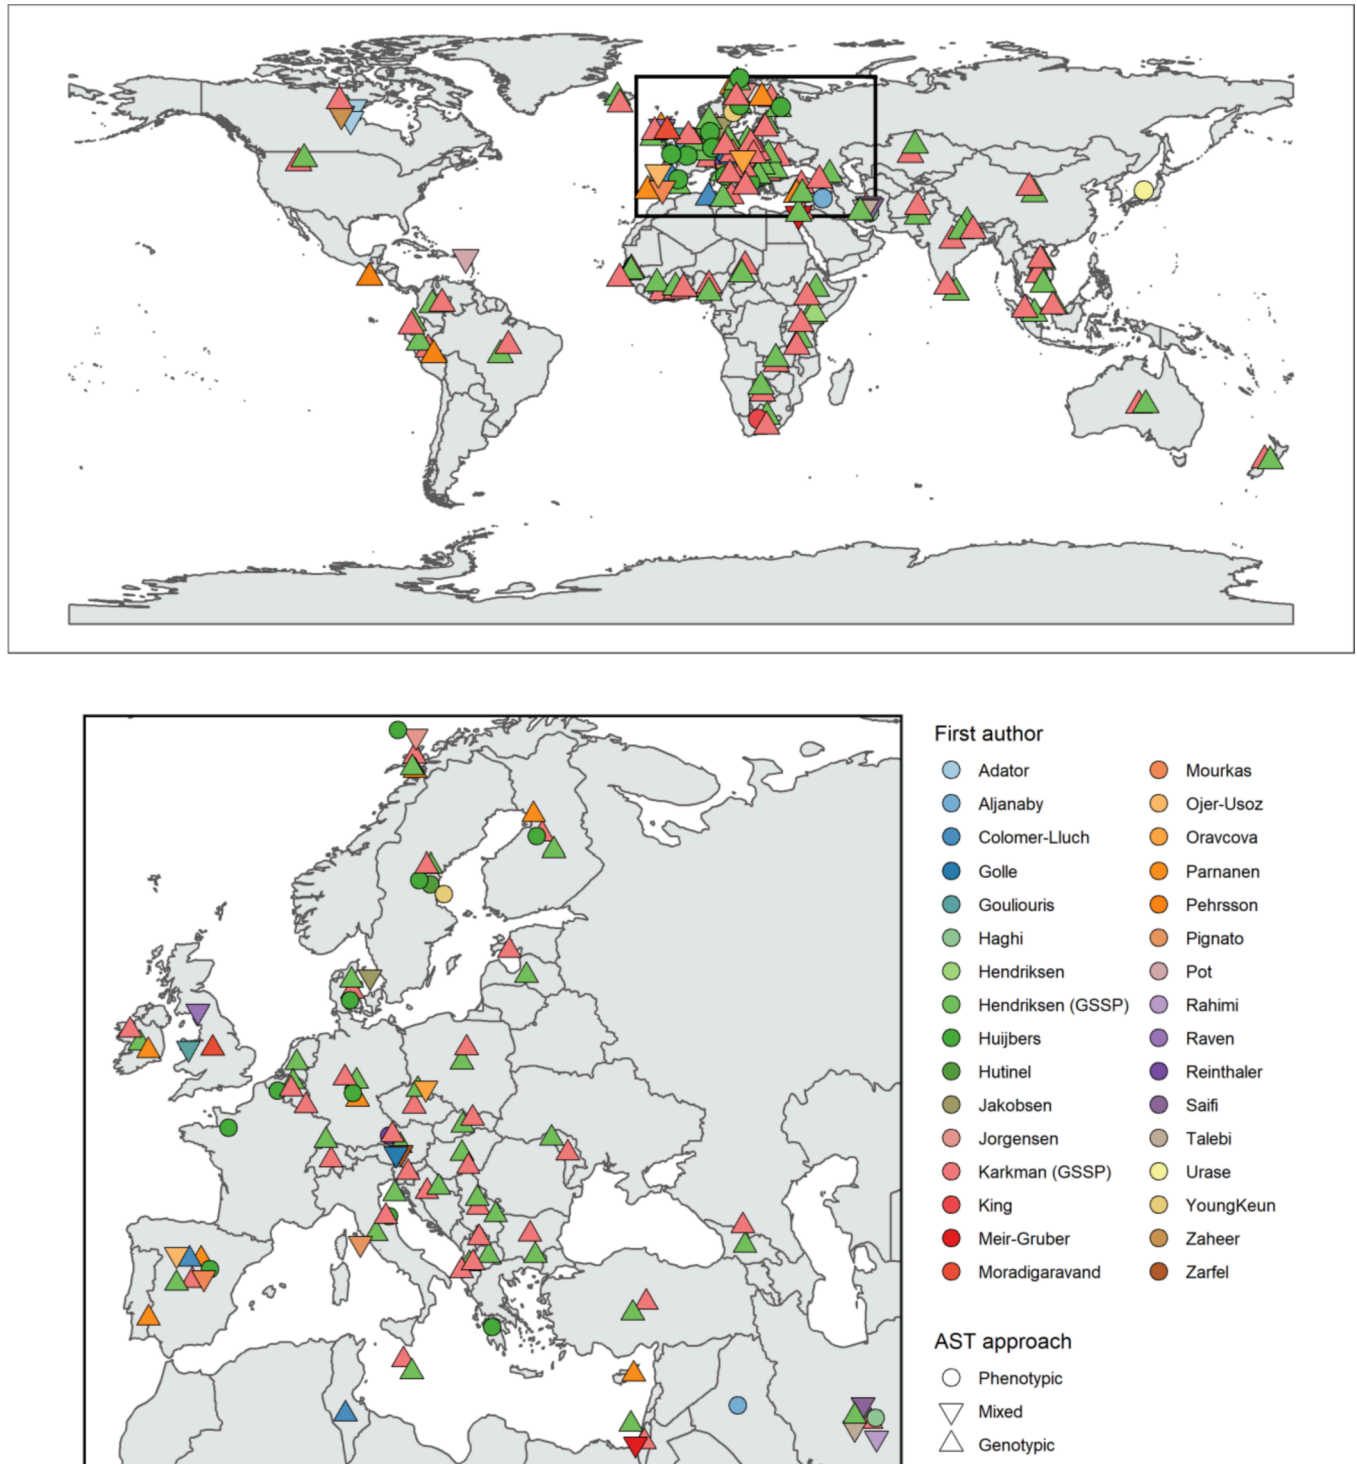 First author
Adator
Aljanaby
Colomer-Lluch
Golle
Gouliouris
Haghi
Hendriksen
Hendriksen (GSSP)
Huijbers
Hutinel
Jakobsen
Jorgensen
Karkman (GSSP)
King
Meir-Gruber
Moradigaravand
Mourkas
Ojer-Usoz
Oravcova
Parnanen
Pehrsson
Pignato
Pot
Rahimi
Raven
Reinthaler
Saifi
Talebi
Urase
YoungKeun
Zaheer
Zarfel
AST approach
Phenotypic
Mixed
Genotypic